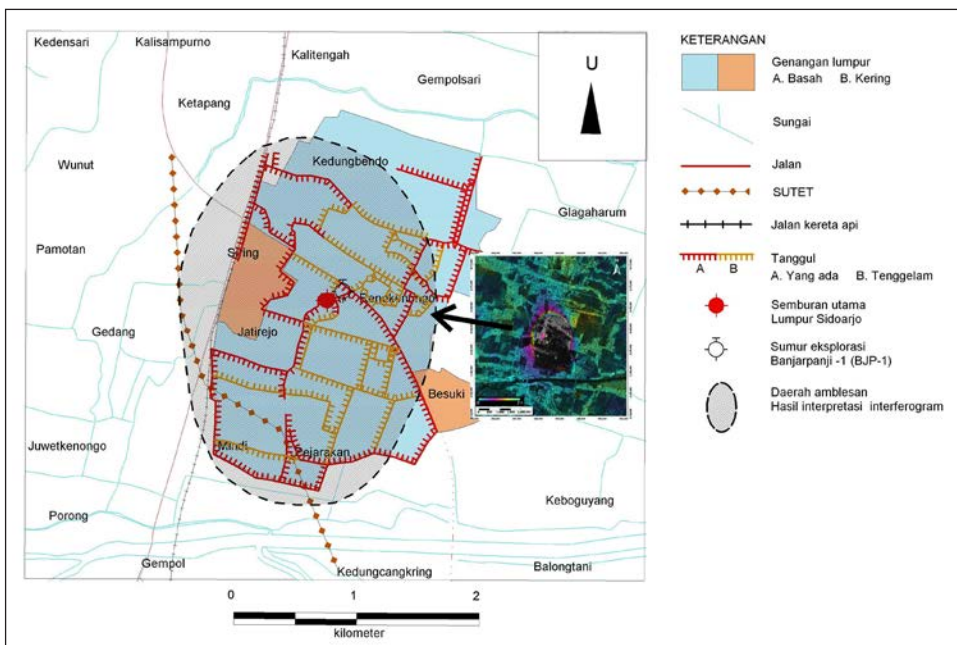 Kedensari
Kalisampurno
Kalitengah
Gempolsari
Ketapang
Wunut
Kedungbendo
Glagaharum
Pamotan
Siring
Gedang
Jatirejo
Besuki
Juwetkenongo
Mindi
Pejarakan
Keboguyang
Porong
Gempol
Kedungcangkring
Balongtani
U
A
0 1 2
kilometer
KETERANGAN
Genangan lumpur
A. Basah B. Kering
Sungai
Jalan
SUTET
Jalan kereta api
Tanggul
A B
A. Yang ada B. Tenggelam
Semburan utama
Lumpur Sidoarjo
Sumur eksplorasi
Banjarpanji -1 (BJP-1)
Daerah amblesan
Hasil interpretasi interferogram